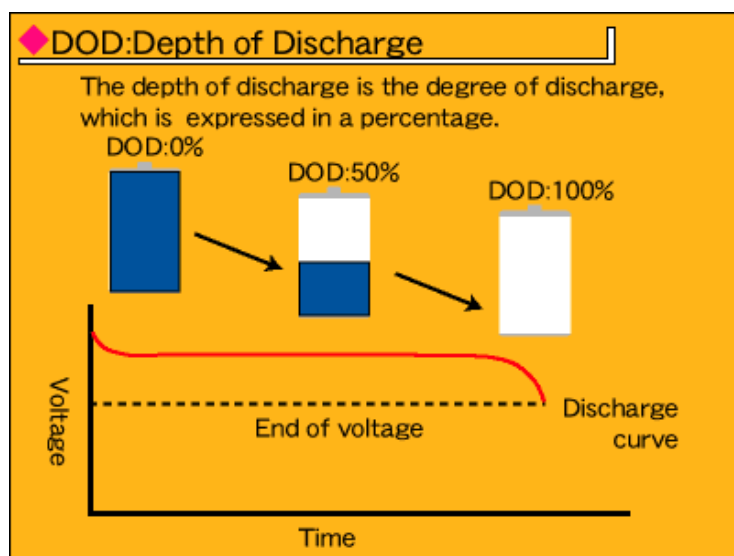 DOD:Depth of Discharge
The depth of discharge is the degree of discharge,
which is expressed in a percentage.
DOD:0%
DOD:50%
DOD:100%
Voltage
End of voltage
Discharge
curve
Time